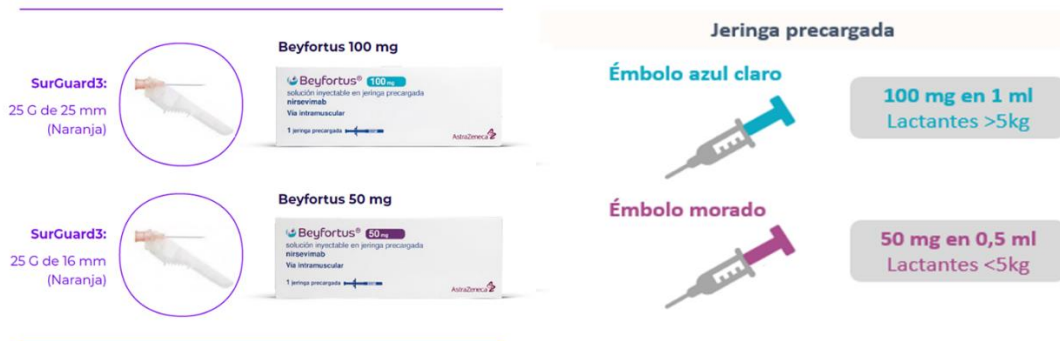 Beyfortus 100 mg
SurGuard3:
25 G de 25 mm
(Naranja)
Beyfortus® 100 mg
solución inyectable en jeringa precargada
nirsevimab
Vía intramuscular
1 jeringa precargada
AstraZeneca
Beyfortus 50 mg
SurGuard3:
25 G de 16 mm
(Naranja)
Beyfortus® 50 mg
solución inyectable en jeringa precargada
nirsevimab
Vía intramuscular
1 jeringa precargada
AstraZeneca
Jeringa precargada
Émbolo azul claro
100 mg en 1 ml
Lactantes >5kg
Émbolo morado
50 mg en 0,5 ml
Lactantes <5kg